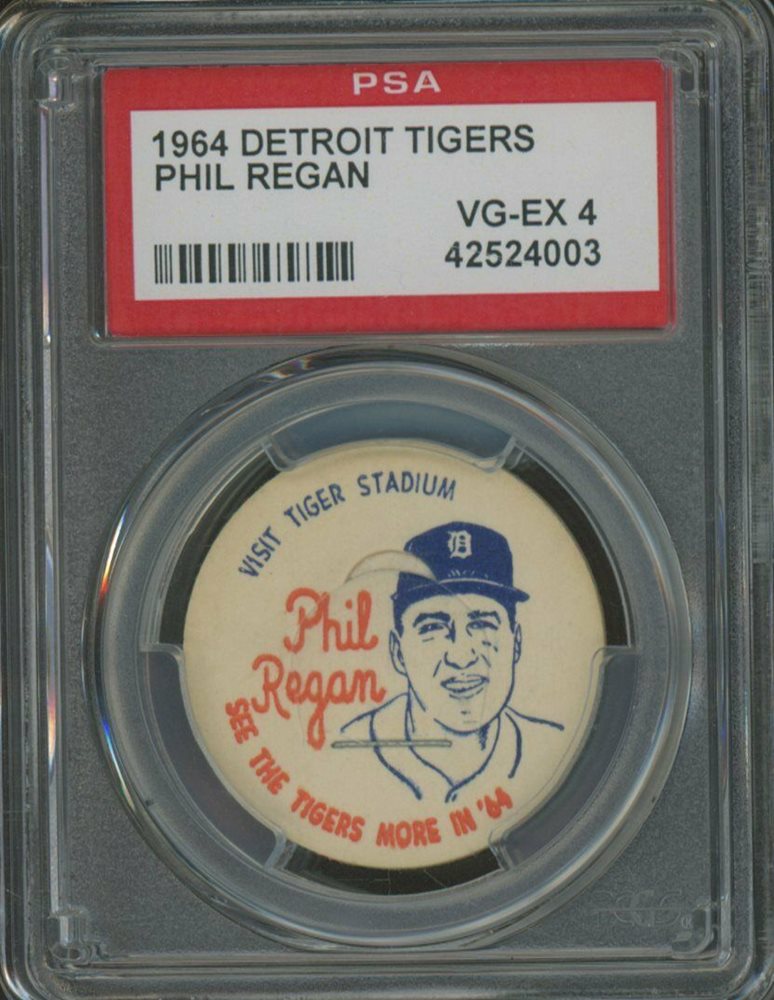 PSA
1964 DETROIT TIGERS
PHIL REGAN
VG-EX 4
42524003
VISIT TIGER STADIUM
D
Phil
Regan
SEE THE TIGERS MORE IN '64